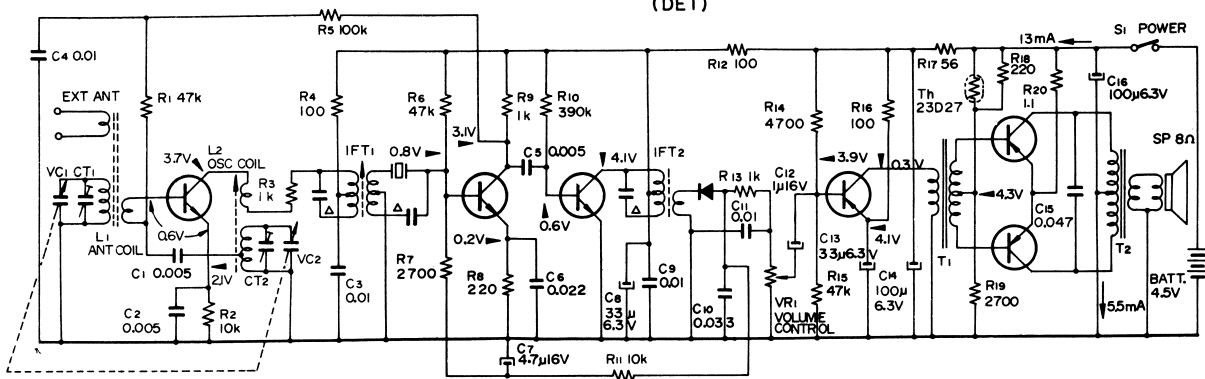 (DET)
R5 100k
C4 0.01
EXT ANT
R1 47k
3.7V
L2
OSC COIL
VC1
CT1
R3
1k
0.6V
L1
ANT COIL
C1 0.005
2.1V
CT2
VC2
C2
0.005
R2
10k
R4
100
1FT1
0.8V
R6
47k
3.1V
R9
1k
R10
390k
C5
0.005
4.1V
1FT2
0.6V
0.2V
R7
2700
R8
220
C6
0.022
C3
0.01
C7
4.7μ16V
C8
33μ
6.3V
C9
0.01
R11 10k
R13 1k
C11
0.01
C10
0.033
VR1
VOLUME
CONTROL
R12 100
R14
4700
R16
100
3.9V
0.3V
C12
1μ16V
C13
33μ6.3V
4.1V
R15
47k
C14
100μ
6.3V
R17 56
13mA
S1 POWER
Th
23D27
R18
220
R20
1.1
C16
100μ6.3V
SP 8Ω
4.3V
T1
C15
0.047
T2
R19
2700
5.5mA
BATT.
4.5V